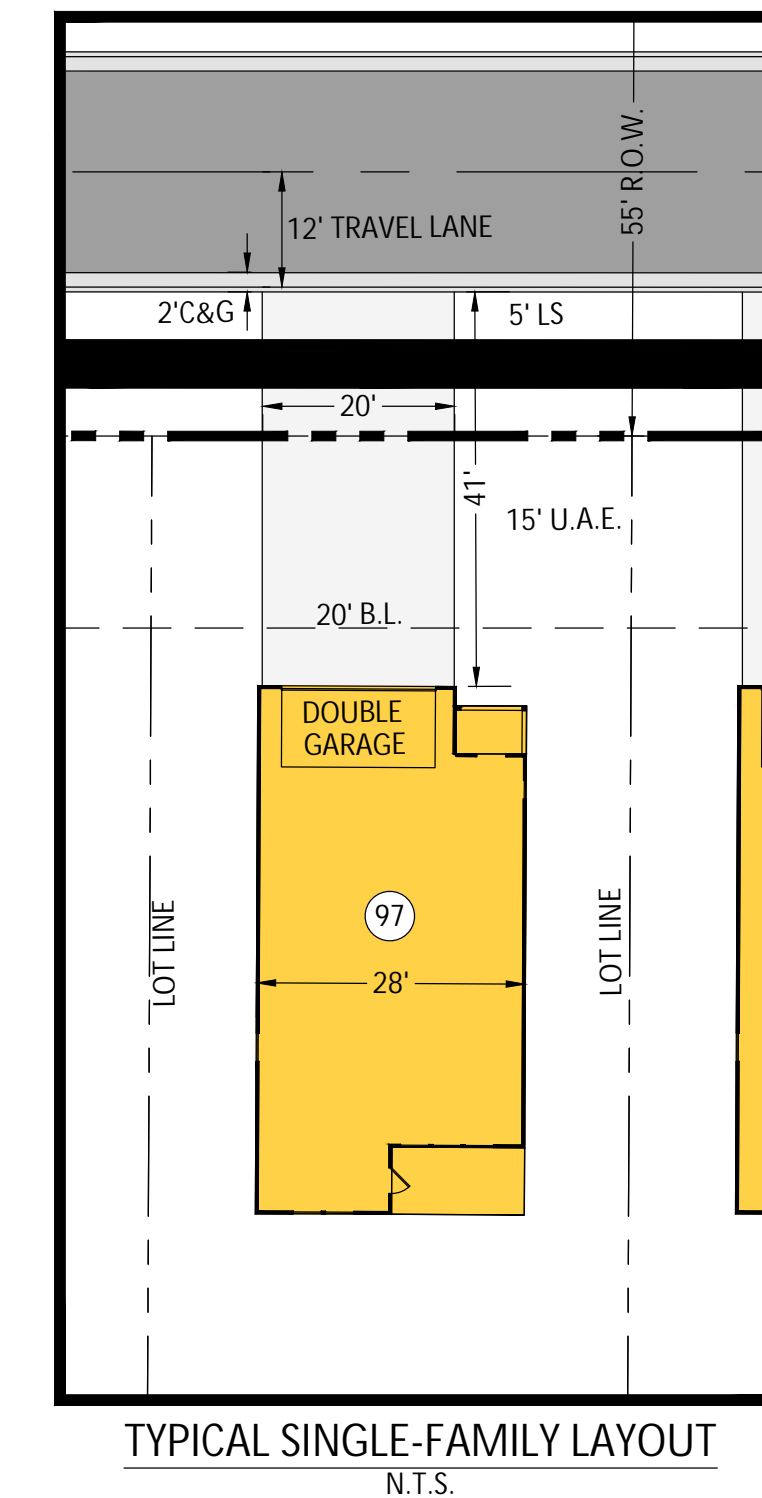 55' R.O.W.
12' TRAVEL LANE
2'C&G
5' LS
20'
41'
15' U.A.E.
20' B.L.
DOUBLE
GARAGE
97
LOT LINE
LOT LINE
28'
TYPICAL SINGLE-FAMILY LAYOUT
N.T.S.